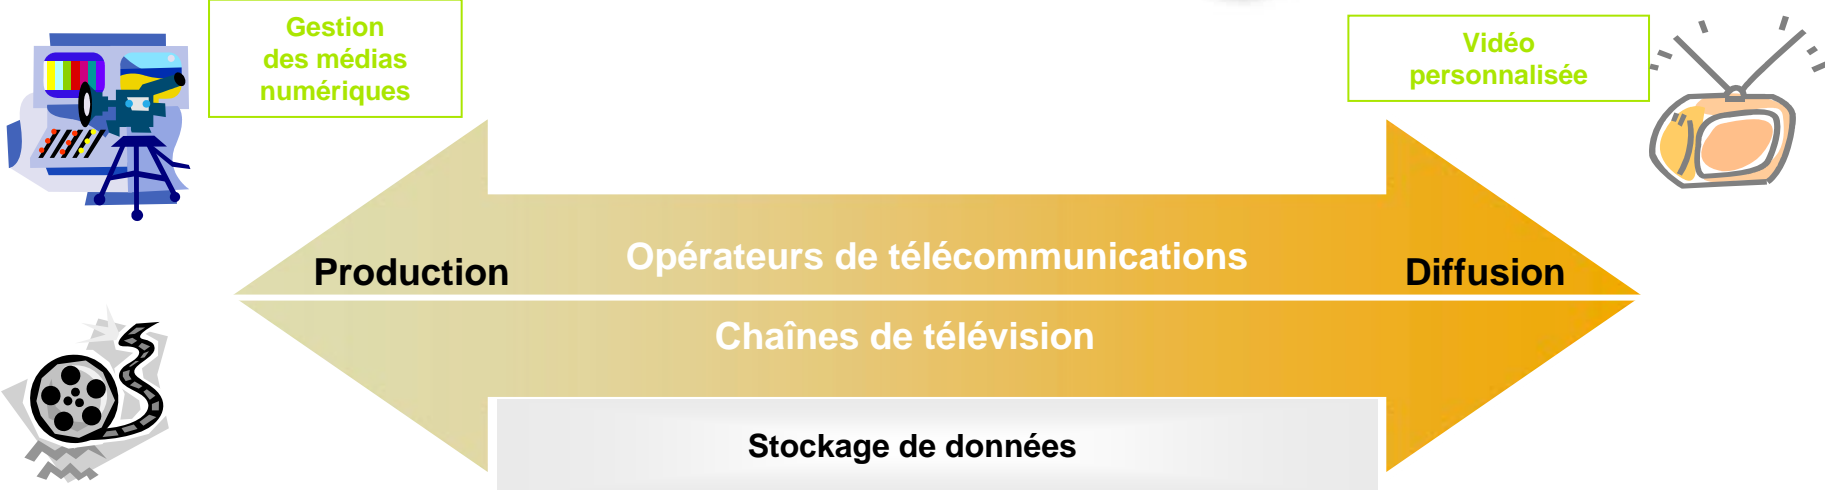 Gestion
des médias
numériques
Vidéo
personnalisée
Production
Opérateurs de télécommunications
Diffusion
Chaînes de télévision
Stockage de données